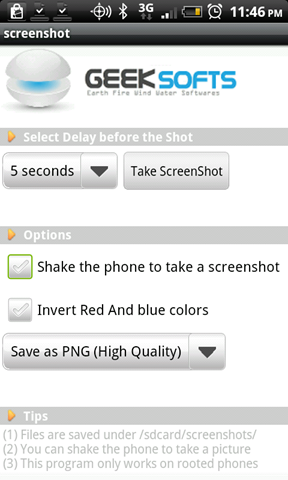 3G
11:46 PM
screenshot
GEEKSOFTS
Earth Fire Wind Water Softwares
Select Delay before the Shot
5 seconds
Take ScreenShot
Options
Shake the phone to take a screenshot
Invert Red And blue colors
Save as PNG (High Quality)
Tips
(1) Files are saved under /sdcard/screenshots/
(2) You can shake the phone to take a picture
(3) This program only works on rooted phones